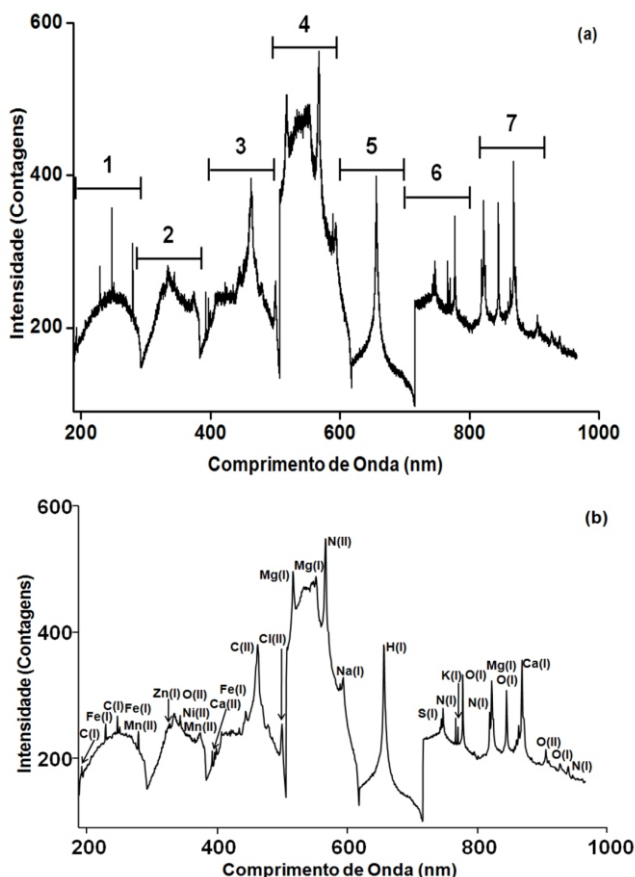 (a)
600
400
200
Intensidade (Contagens)
1
2
3
4
5
6
7
200
400
600
800
1000
Comprimento de Onda (nm)
(b)
600
400
200
Intensidade (Contagens)
C(I)
Fe(I)
C(I)
Fe(I)
Mn(II)
Zn(I)
O(II)
Ni(II)
Mn(II)
Fe(I)
Ca(II)
C(II)
Cl(II)
Mg(I)
Mg(I)
N(II)
Na(I)
H(I)
S(I)
N(I)
K(I)
O(I)
N(I)
Mg(I)
O(I)
Ca(I)
O(II)
O(I)
N(I)
200
400
600
800
1000
Comprimento de Onda (nm)